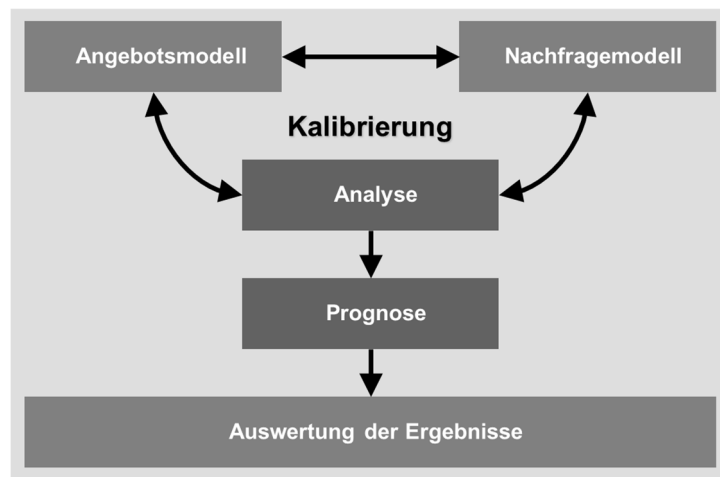 Angebotsmodell
Nachfragemodell
Kalibrierung
Analyse
Prognose
Auswertung der Ergebnisse